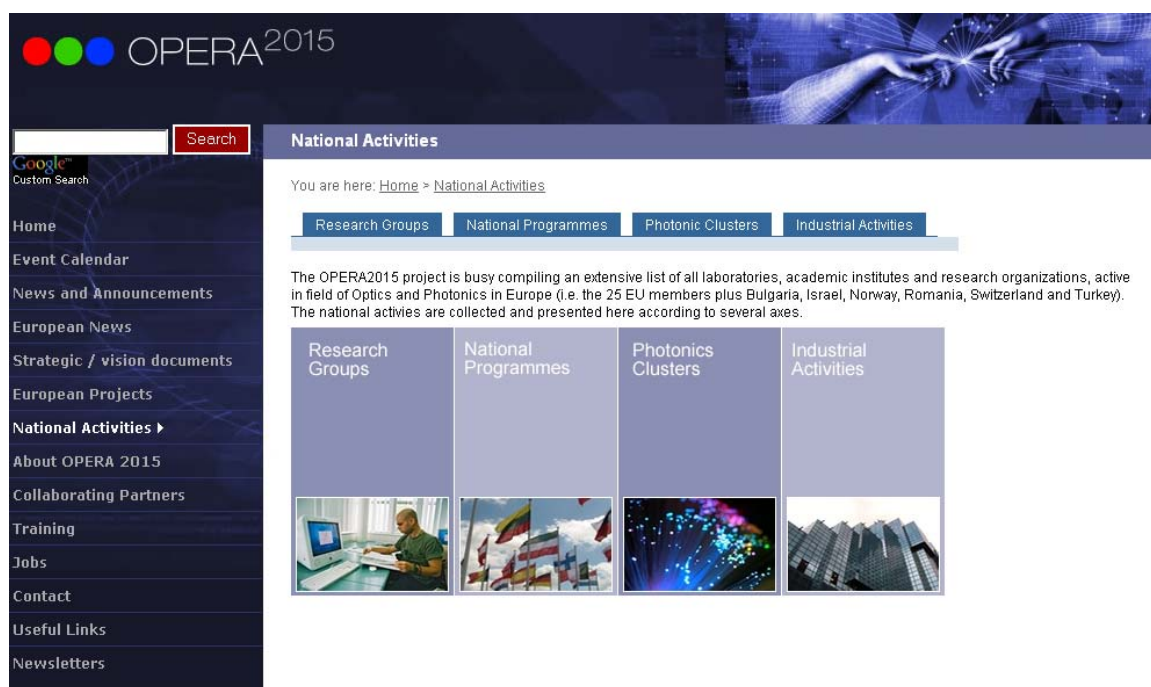 OPERA2015
Search
Google™
Custom Search
Home
Event Calendar
News and Announcements
European News
Strategic / vision documents
European Projects
National Activities
About OPERA 2015
Collaborating Partners
Training
Jobs
Contact
Useful Links
Newsletters
National Activities
You are here: Home > National Activities
Research Groups National Programmes Photonic Clusters Industrial Activities
The OPERA2015 project is busy compiling an extensive list of all laboratories, academic institutes and research organizations, active
in field of Optics and Photonics in Europe (i.e. the 25 EU members plus Bulgaria, Israel, Norway, Romania, Switzerland and Turkey).
The national activies are collected and presented here according to several axes.
Research
Groups
National
Programmes
Photonics
Clusters
Industrial
Activities